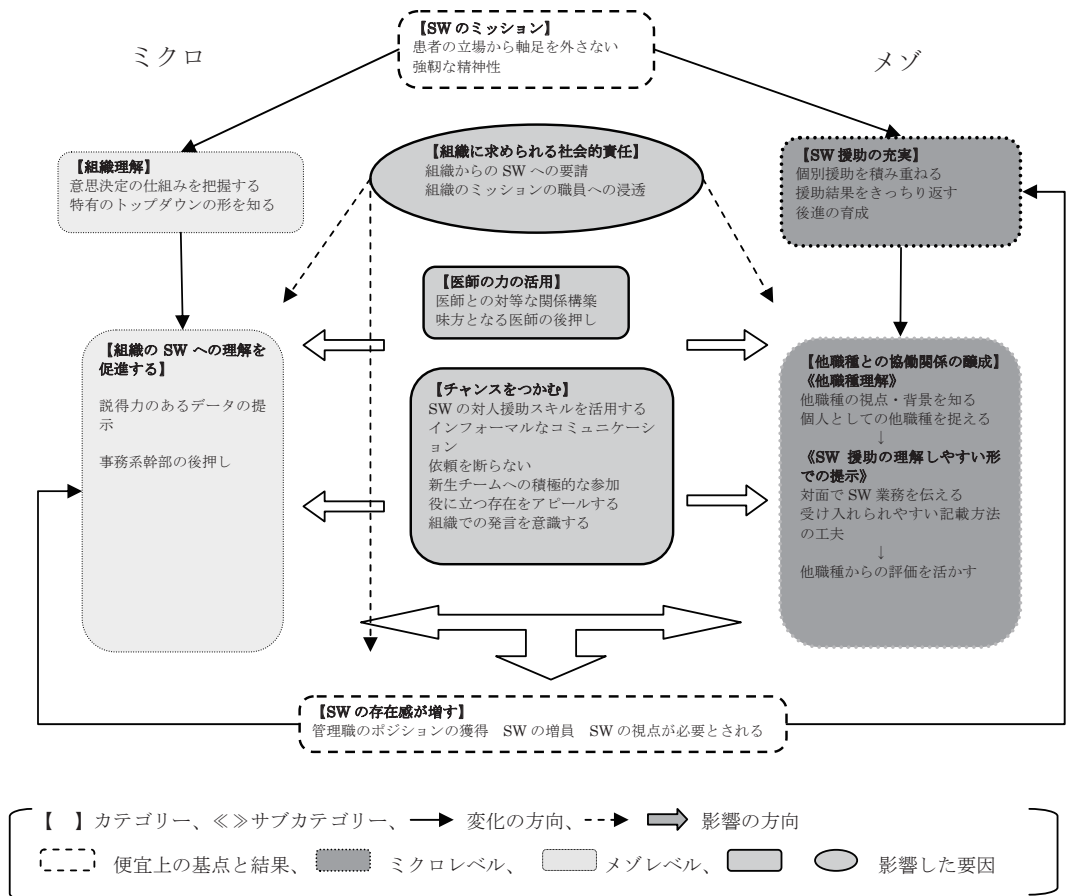 【SW のミッション】
患者の立場から軸足を外さない
強靭な精神性
ミクロ
メゾ
【組織理解】
意思決定の仕組みを把握する
特有のトップダウンの形を知る
【組織に求められる社会的責任】
組織からの SW への要請
組織のミッションの職員への浸透
【SW 援助の充実】
個別援助を積み重ねる
援助結果をきっちり返す
後進の育成
【医師の力の活用】
医師との対等な関係構築
味方となる医師の後押し
【組織の SW への理解を
促進する】
説得力のあるデータの提
示
事務系幹部の後押し
【チャンスをつかむ】
SW の対人援助スキルを活用する
インフォーマルなコミュニケーシ
ョン
依頼を断らない
新生チームへの積極的な参加
役に立つ存在をアピールする
組織での発言を意識する
【他職種との協働関係の醸成】
《他職種理解》
他職種の視点・背景を知る
個人としての他職種を捉える
↓
《SW 援助の理解しやすい形
での提示》
対面で SW 業務を伝える
受け入れられやすい記載方法
の工夫
↓
他職種からの評価を活かす
【SW の存在感が増す】
管理職のポジションの獲得 SW の増員 SW の視点が必要とされる
【 】カテゴリー、≪≫サブカテゴリー、 変化の方向、 影響の方向
便宜上の基点と結果、 ミクロレベル、 メゾレベル、 影響した要因